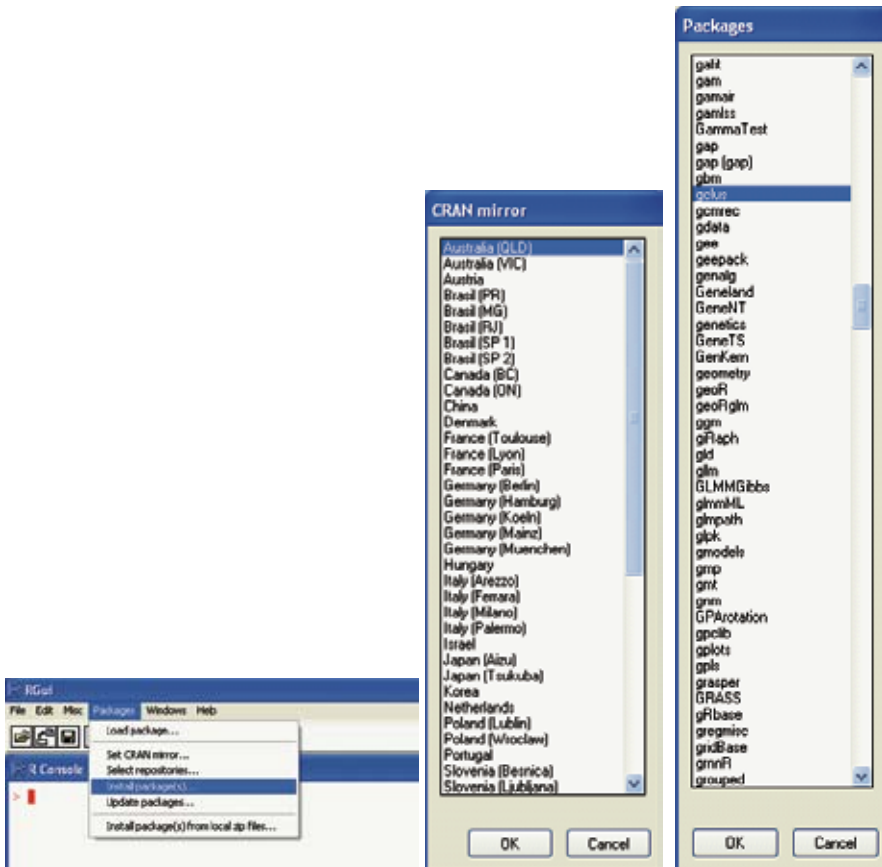 RGui
File Edit Misc Packages Windows Help
Load package...
Set CRAN mirror...
Select repositories...
Install package(s)...
Update packages...
Install package(s) from local zip files...
R Console
>
CRAN mirror
Australia (QLD)
Australia (VIC)
Austria
Brasil (PR)
Brasil (MG)
Brasil (RJ)
Brasil (SP 1)
Brasil (SP 2)
Canada (BC)
Canada (ON)
China
Denmark
France (Toulouse)
France (Lyon)
France (Paris)
Germany (Berlin)
Germany (Hamburg)
Germany (Koeln)
Germany (Mainz)
Germany (Muenchen)
Hungary
Italy (Arezzo)
Italy (Ferrara)
Italy (Milano)
Italy (Palermo)
Israel
Japan (Aizu)
Japan (Tsukuba)
Korea
Netherlands
Poland (Lublin)
Poland (Wroclaw)
Portugal
Slovenia (Besnica)
Slovenia (Ljubljana)
OK Cancel
Packages
gam
gamair
gamlss
GammaTest
gap
gap (gap)
gbm
gclus
gcmrec
gdata
gee
geepack
genalg
Geneland
GeneNT
genetics
GeneTS
GenKern
geometry
geoR
geoRglm
ggm
giRaph
gld
glm
GLMMGibbs
glmmML
glmpath
glpk
gmodels
gmp
gmt
gnm
GPArotation
gpclib
gplots
gpls
grasper
GRASS
gRbase
gregmisc
gridBase
grnnR
grouped
OK Cancel